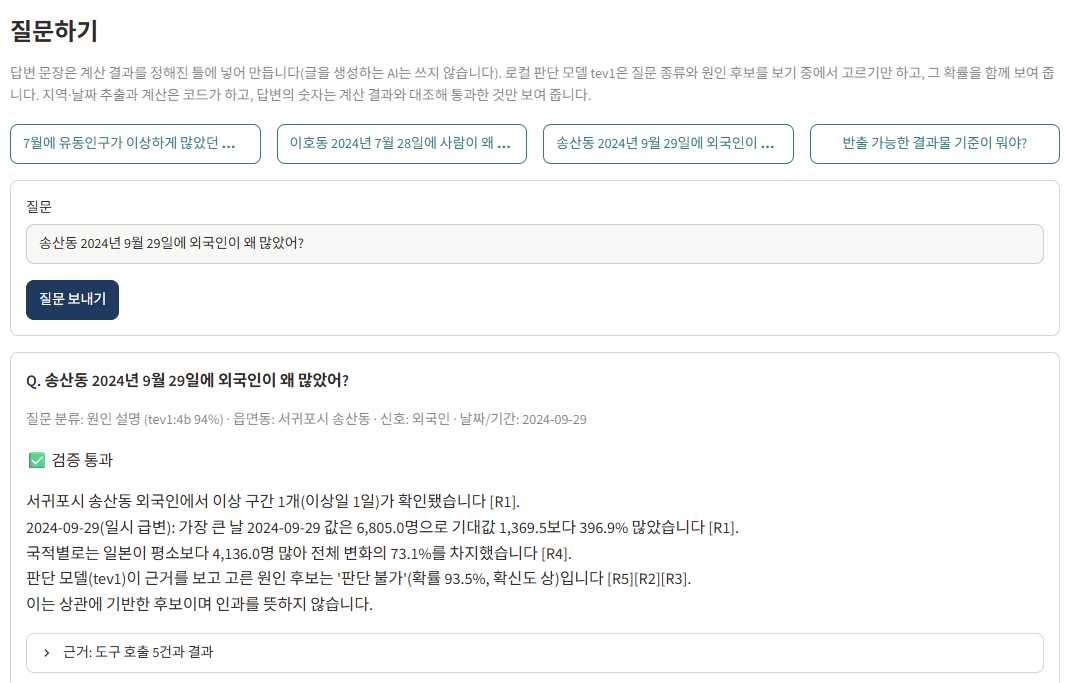 질문하기
답변 문장은 계산 결과를 정해진 틀에 넣어 만듭니다(글을 생성하는 AI는 쓰지 않습니다). 로컬 판단 모델 tev1은 질문 종류와 원인 후보를 보기 중에서 고르기만 하고, 그 확률을 함께 보여 줍
니다. 지역·날짜 추출과 계산은 코드가 하고, 답변의 숫자는 계산 결과와 대조해 통과한 것만 보여 줍니다.
7월에 유동인구가 이상하게 많았던 ...
이호동 2024년 7월 28일에 사람이 왜 ...
송산동 2024년 9월 29일에 외국인이 ...
반출 가능한 결과물 기준이 뭐야?
질문
송산동 2024년 9월 29일에 외국인이 왜 많았어?
질문 보내기
Q. 송산동 2024년 9월 29일에 외국인이 왜 많았어?
질문 분류: 원인 설명 (tev1:4b 94%) · 읍면동: 서귀포시 송산동 · 신호: 외국인 · 날짜/기간: 2024-09-29
✅ 검증 통과
서귀포시 송산동 외국인에서 이상 구간 1개(이상일 1일)가 확인됐습니다 [R1].
2024-09-29(일시 급변): 가장 큰 날 2024-09-29 값은 6,805.0명으로 기대값 1,369.5보다 396.9% 많았습니다 [R1].
국적별로는 일본이 평소보다 4,136.0명 많아 전체 변화의 73.1%를 차지했습니다 [R4].
판단 모델(tev1)이 근거를 보고 고른 원인 후보는 '판단 불가'(확률 93.5%, 확신도 상)입니다 [R5][R2][R3].
이는 상관에 기반한 후보이며 인과를 뜻하지 않습니다.
› 근거: 도구 호출 5건과 결과